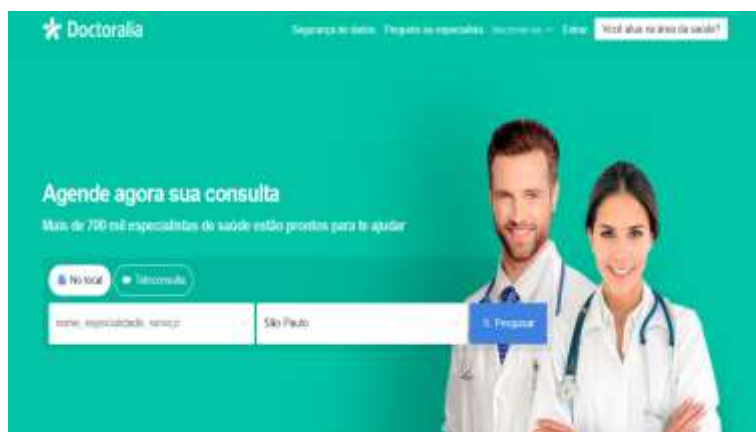 Doctoralia
Segurança de dados Pergunte ao especialista Entrar Você atua na área da saúde?
Agende agora sua consulta
Mais de 700 mil especialistas de saúde estão prontos para te ajudar
No local Teleconsulta
nome, especialidade, serviço São Paulo Pesquisar